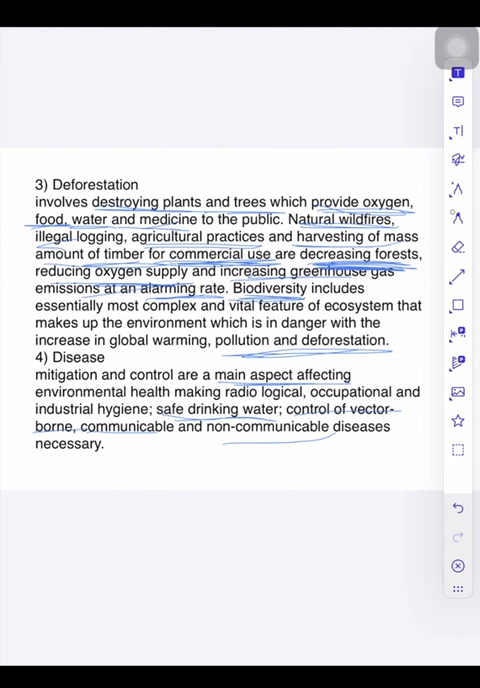 3) Deforestation
involves destroying plants and trees which provide oxygen,
food, water and medicine to the public. Natural wildfires,
illegal logging, agricultural practices and harvesting of mass
amount of timber for commercial use are decreasing forests,
reducing oxygen supply and increasing greenhouse gas
emissions at an alarming rate. Biodiversity includes
essentially most complex and vital feature of ecosystem that
makes up the environment which is in danger with the
increase in global warming, pollution and deforestation.
4) Disease
mitigation and control are a main aspect affecting
environmental health making radio logical, occupational and
industrial hygiene; safe drinking water; control of vector-
borne, communicable and non-communicable diseases
necessary.